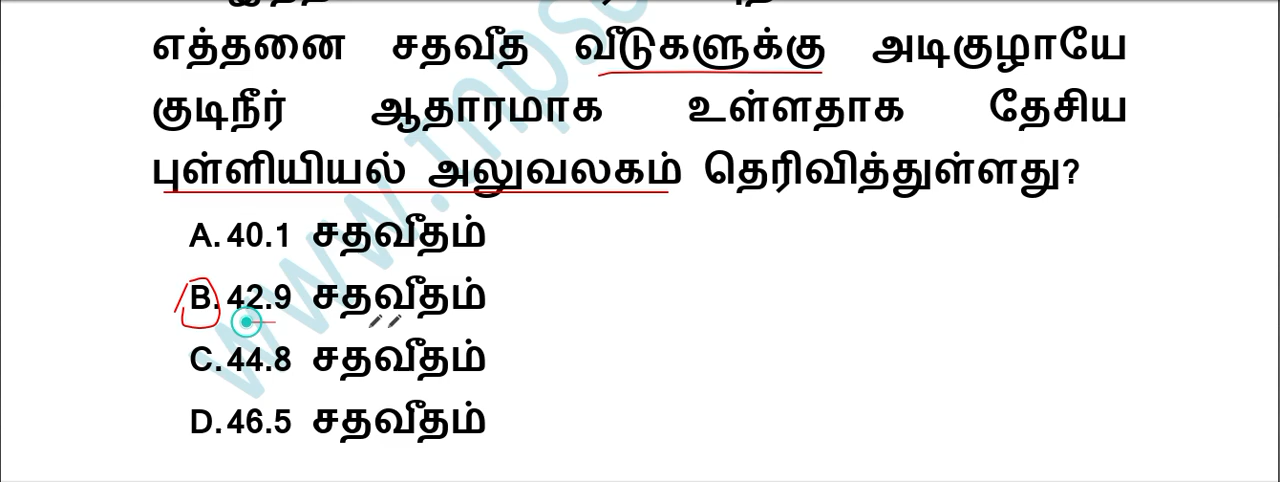 எத்தனை சதவீத வீடுகளுக்கு அடிகுழாயே
குடிநீர் ஆதாரமாக உள்ளதாக தேசிய
புள்ளியியல் அலுவலகம் தெரிவித்துள்ளது?
A. 40.1 சதவீதம்
B. 42.9 சதவீதம்
C. 44.8 சதவீதம்
D. 46.5 சதவீதம்